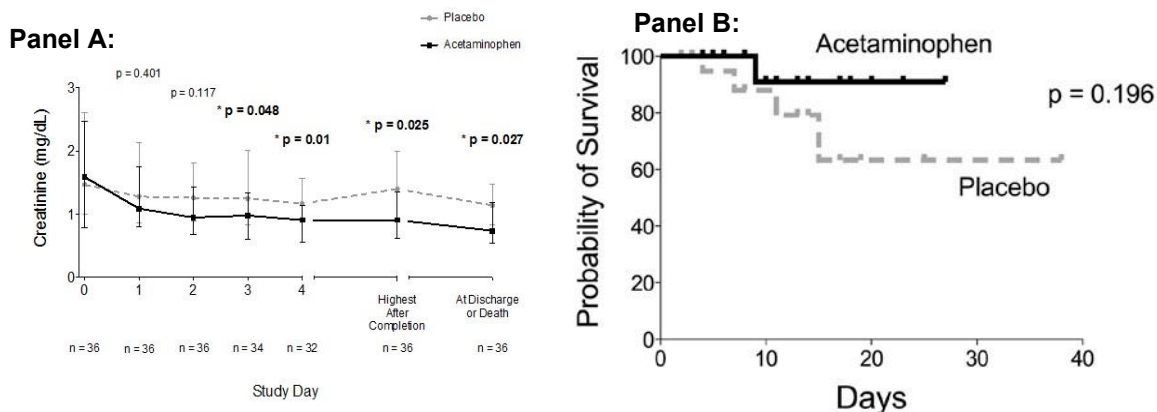 Panel A:
Placebo
Acetaminophen
p = 0.401
p = 0.117
* p = 0.048
* p = 0.01
* p = 0.025
* p = 0.027
Creatinine (mg/dL)
3
2
1
0
0
1
2
3
4
Highest
After
Completion
At Discharge
or Death
n = 36
n = 36
n = 36
n = 34
n = 32
n = 36
n = 36
Study Day
Panel B:
Acetaminophen
p = 0.196
Placebo
Probability of Survival
100
80
60
40
20
0
0
10
20
30
40
Days